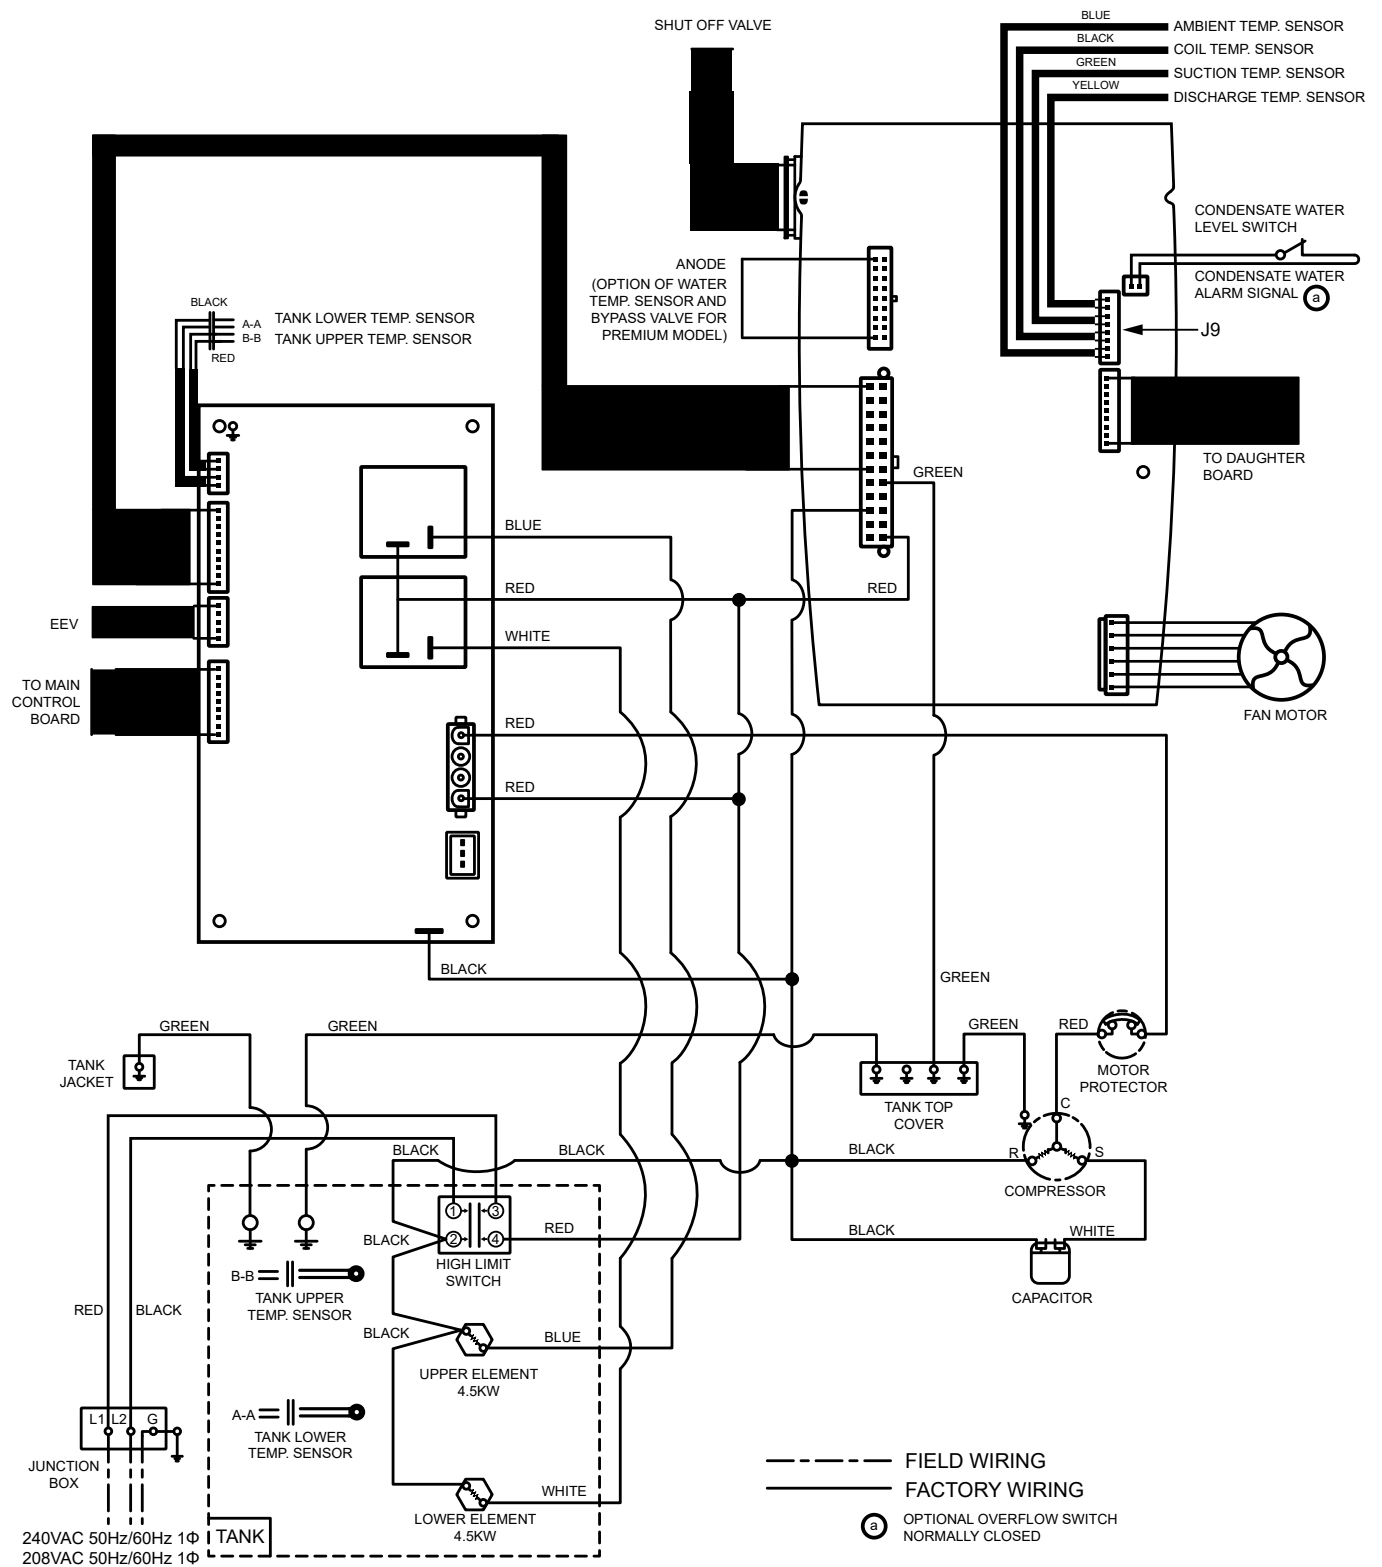 SHUT OFF VALVE
BLUE
AMBIENT TEMP. SENSOR
BLACK
COIL TEMP. SENSOR
GREEN
SUCTION TEMP. SENSOR
YELLOW
DISCHARGE TEMP. SENSOR
CONDENSATE WATER
LEVEL SWITCH
CONDENSATE WATER
ALARM SIGNAL a
J9
ANODE
(OPTION OF WATER
TEMP. SENSOR AND
BYPASS VALVE FOR
PREMIUM MODEL)
BLACK
A-A
TANK LOWER TEMP. SENSOR
B-B
TANK UPPER TEMP. SENSOR
RED
TO DAUGHTER
BOARD
GREEN
BLUE
RED
RED
WHITE
EEV
TO MAIN
CONTROL
BOARD
FAN MOTOR
RED
RED
BLACK
GREEN
GREEN
GREEN
GREEN
RED
TANK
JACKET
MOTOR
PROTECTOR
TANK TOP
COVER
C
R
S
COMPRESSOR
BLACK
BLACK
BLACK
1
3
2
4
BLACK
RED
BLACK
WHITE
HIGH LIMIT
SWITCH
CAPACITOR
B-B
TANK UPPER
TEMP. SENSOR
RED
BLACK
BLACK
BLUE
UPPER ELEMENT
4.5KW
A-A
TANK LOWER
TEMP. SENSOR
L1
L2
G
JUNCTION
BOX
WHITE
LOWER ELEMENT
4.5KW
TANK
240VAC 50Hz/60Hz 1Φ
208VAC 50Hz/60Hz 1Φ
FIELD WIRING
FACTORY WIRING
a OPTIONAL OVERFLOW SWITCH
NORMALLY CLOSED